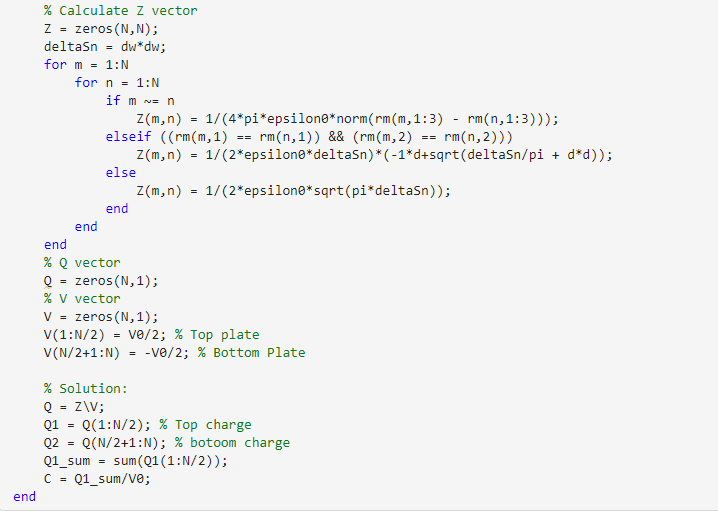 % Calculate Z vector
Z = zeros(N,N);
deltaSn = dw*dw;
for m = 1:N
for n = 1:N
if m ~= n
Z(m,n) = 1/(4*pi*epsilon0*norm(rm(m,1:3) - rm(n,1:3)));
elseif ((rm(m,1) == rm(n,1)) && (rm(m,2) == rm(n,2)))
Z(m,n) = 1/(2*epsilon0*deltaSn)*(-1*d+sqrt(deltaSn/pi + d*d));
else
Z(m,n) = 1/(2*epsilon0*sqrt(pi*deltaSn));
end
end
end
% Q vector
Q = zeros(N,1);
% V vector
V = zeros(N,1);
V(1:N/2) = V0/2; % Top plate
V(N/2+1:N) = -V0/2; % Bottom Plate
% Solution:
Q = Z\V;
Q1 = Q(1:N/2); % Top charge
Q2 = Q(N/2+1:N); % botoom charge
Q1_sum = sum(Q1(1:N/2));
C = Q1_sum/V0;
end